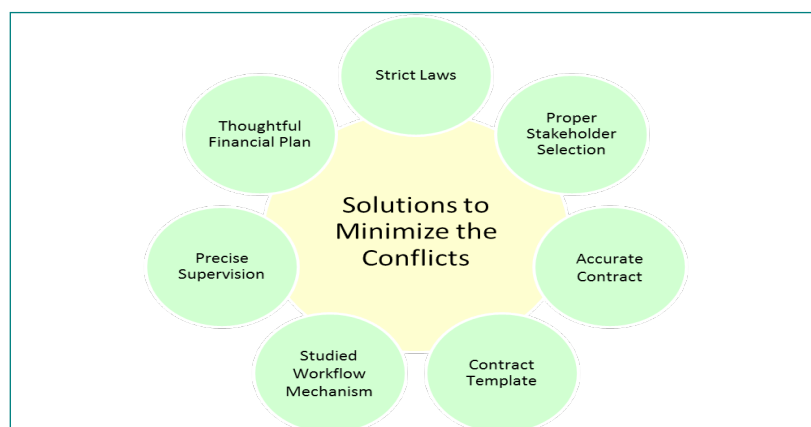 Strict Laws
Thoughtful
Financial Plan
Proper
Stakeholder
Selection
Solutions to
Minimize the
Conflicts
Precise
Supervision
Accurate
Contract
Studied
Workflow
Mechanism
Contract
Template